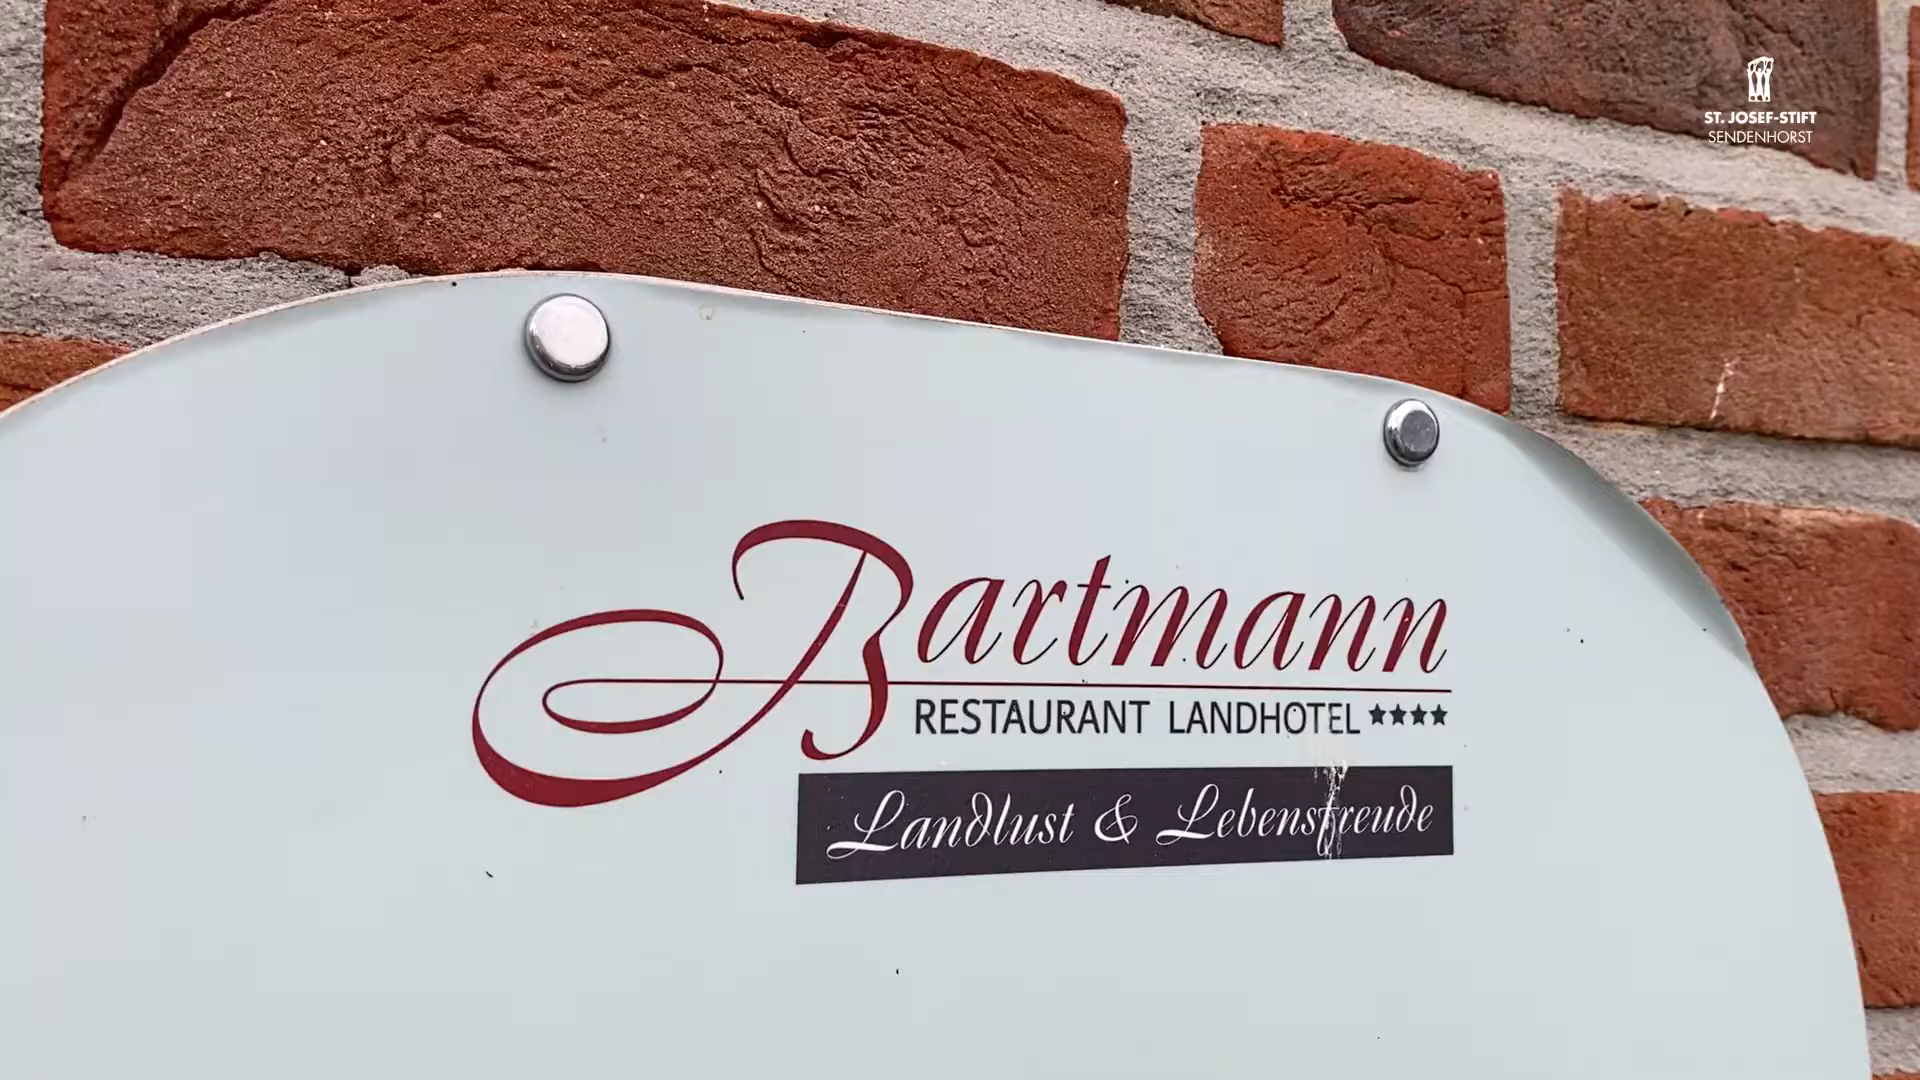 ST. JOSEF-STIFT
SENDENHORST
Bartmann
RESTAURANT LANDHOTEL ★★★★
Landlust & Lebensfreude